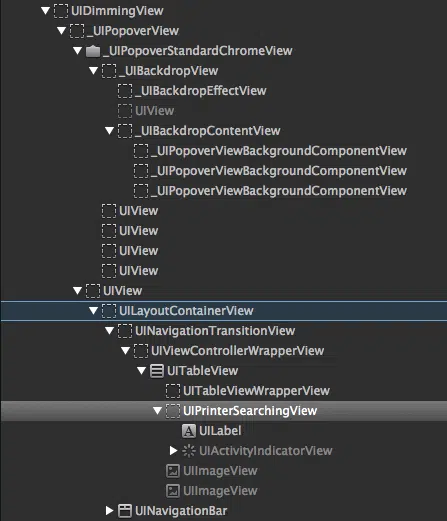 UIDimmingView
_UIPopoverView
_UIPopoverStandardChromeView
_UIBackdropView
_UIBackdropEffectView
UIView
_UIBackdropContentView
_UIPopoverViewBackgroundComponentView
_UIPopoverViewBackgroundComponentView
_UIPopoverViewBackgroundComponentView
UIView
UIView
UIView
UIView
UIView
UILayoutContainerView
UINavigationTransitionView
UIViewControllerWrapperView
UITableView
UITableViewWrapperView
UIPrinterSearchingView
A UILabel
UIActivityIndicatorView
UIImageView
UIImageView
UINavigationBar